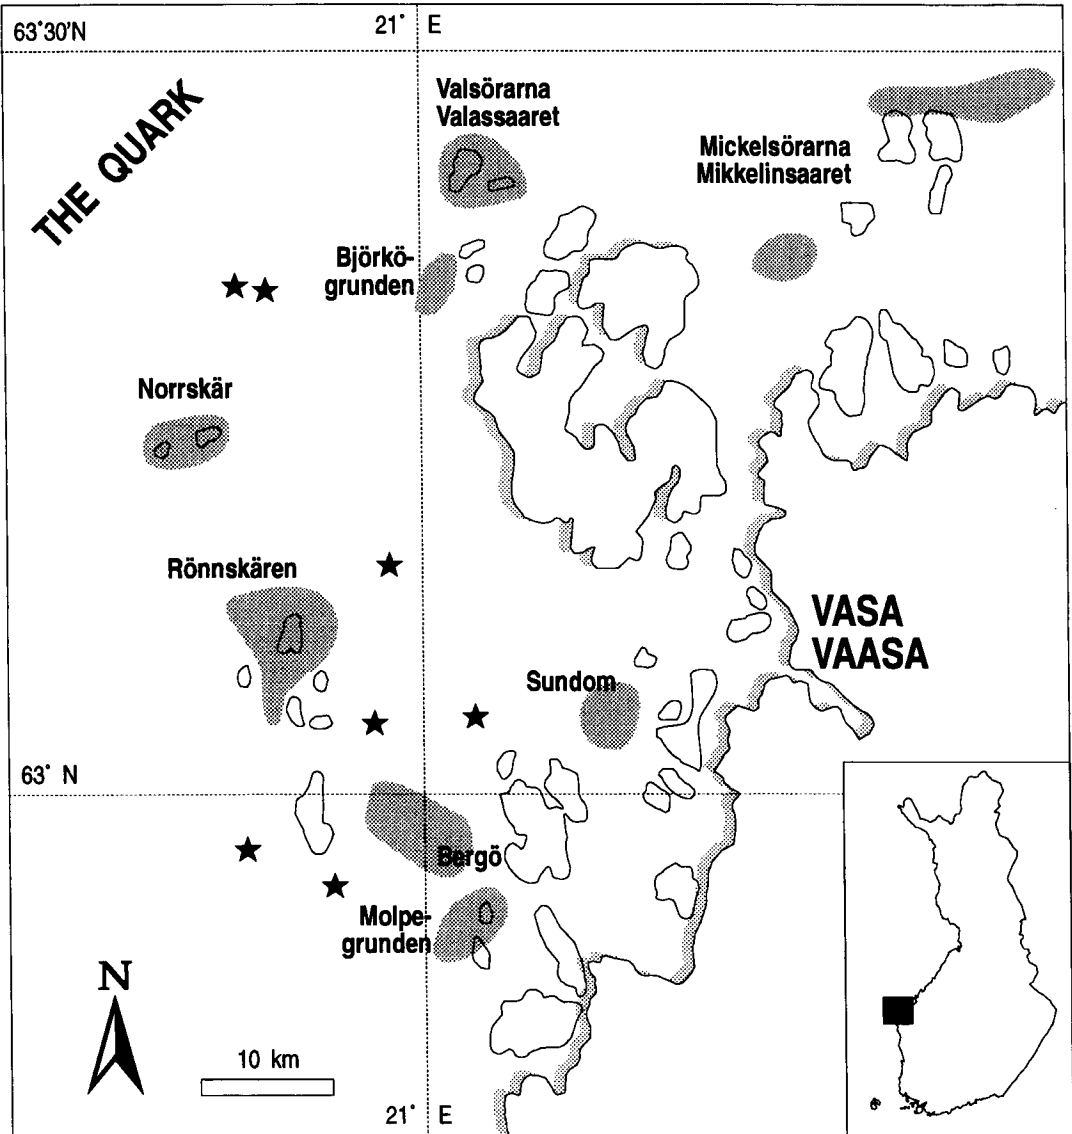 63°30'N
21° E
THE QUARK
Valsörarna
Valassaaret
Mickelsörarna
Mikkelinsaaret
Björkö-
grunden
Norrskär
Rönnskären
VASA
VAASA
Sundom
63° N
Bergö
Molpe-
grunden
N
10 km
21° E